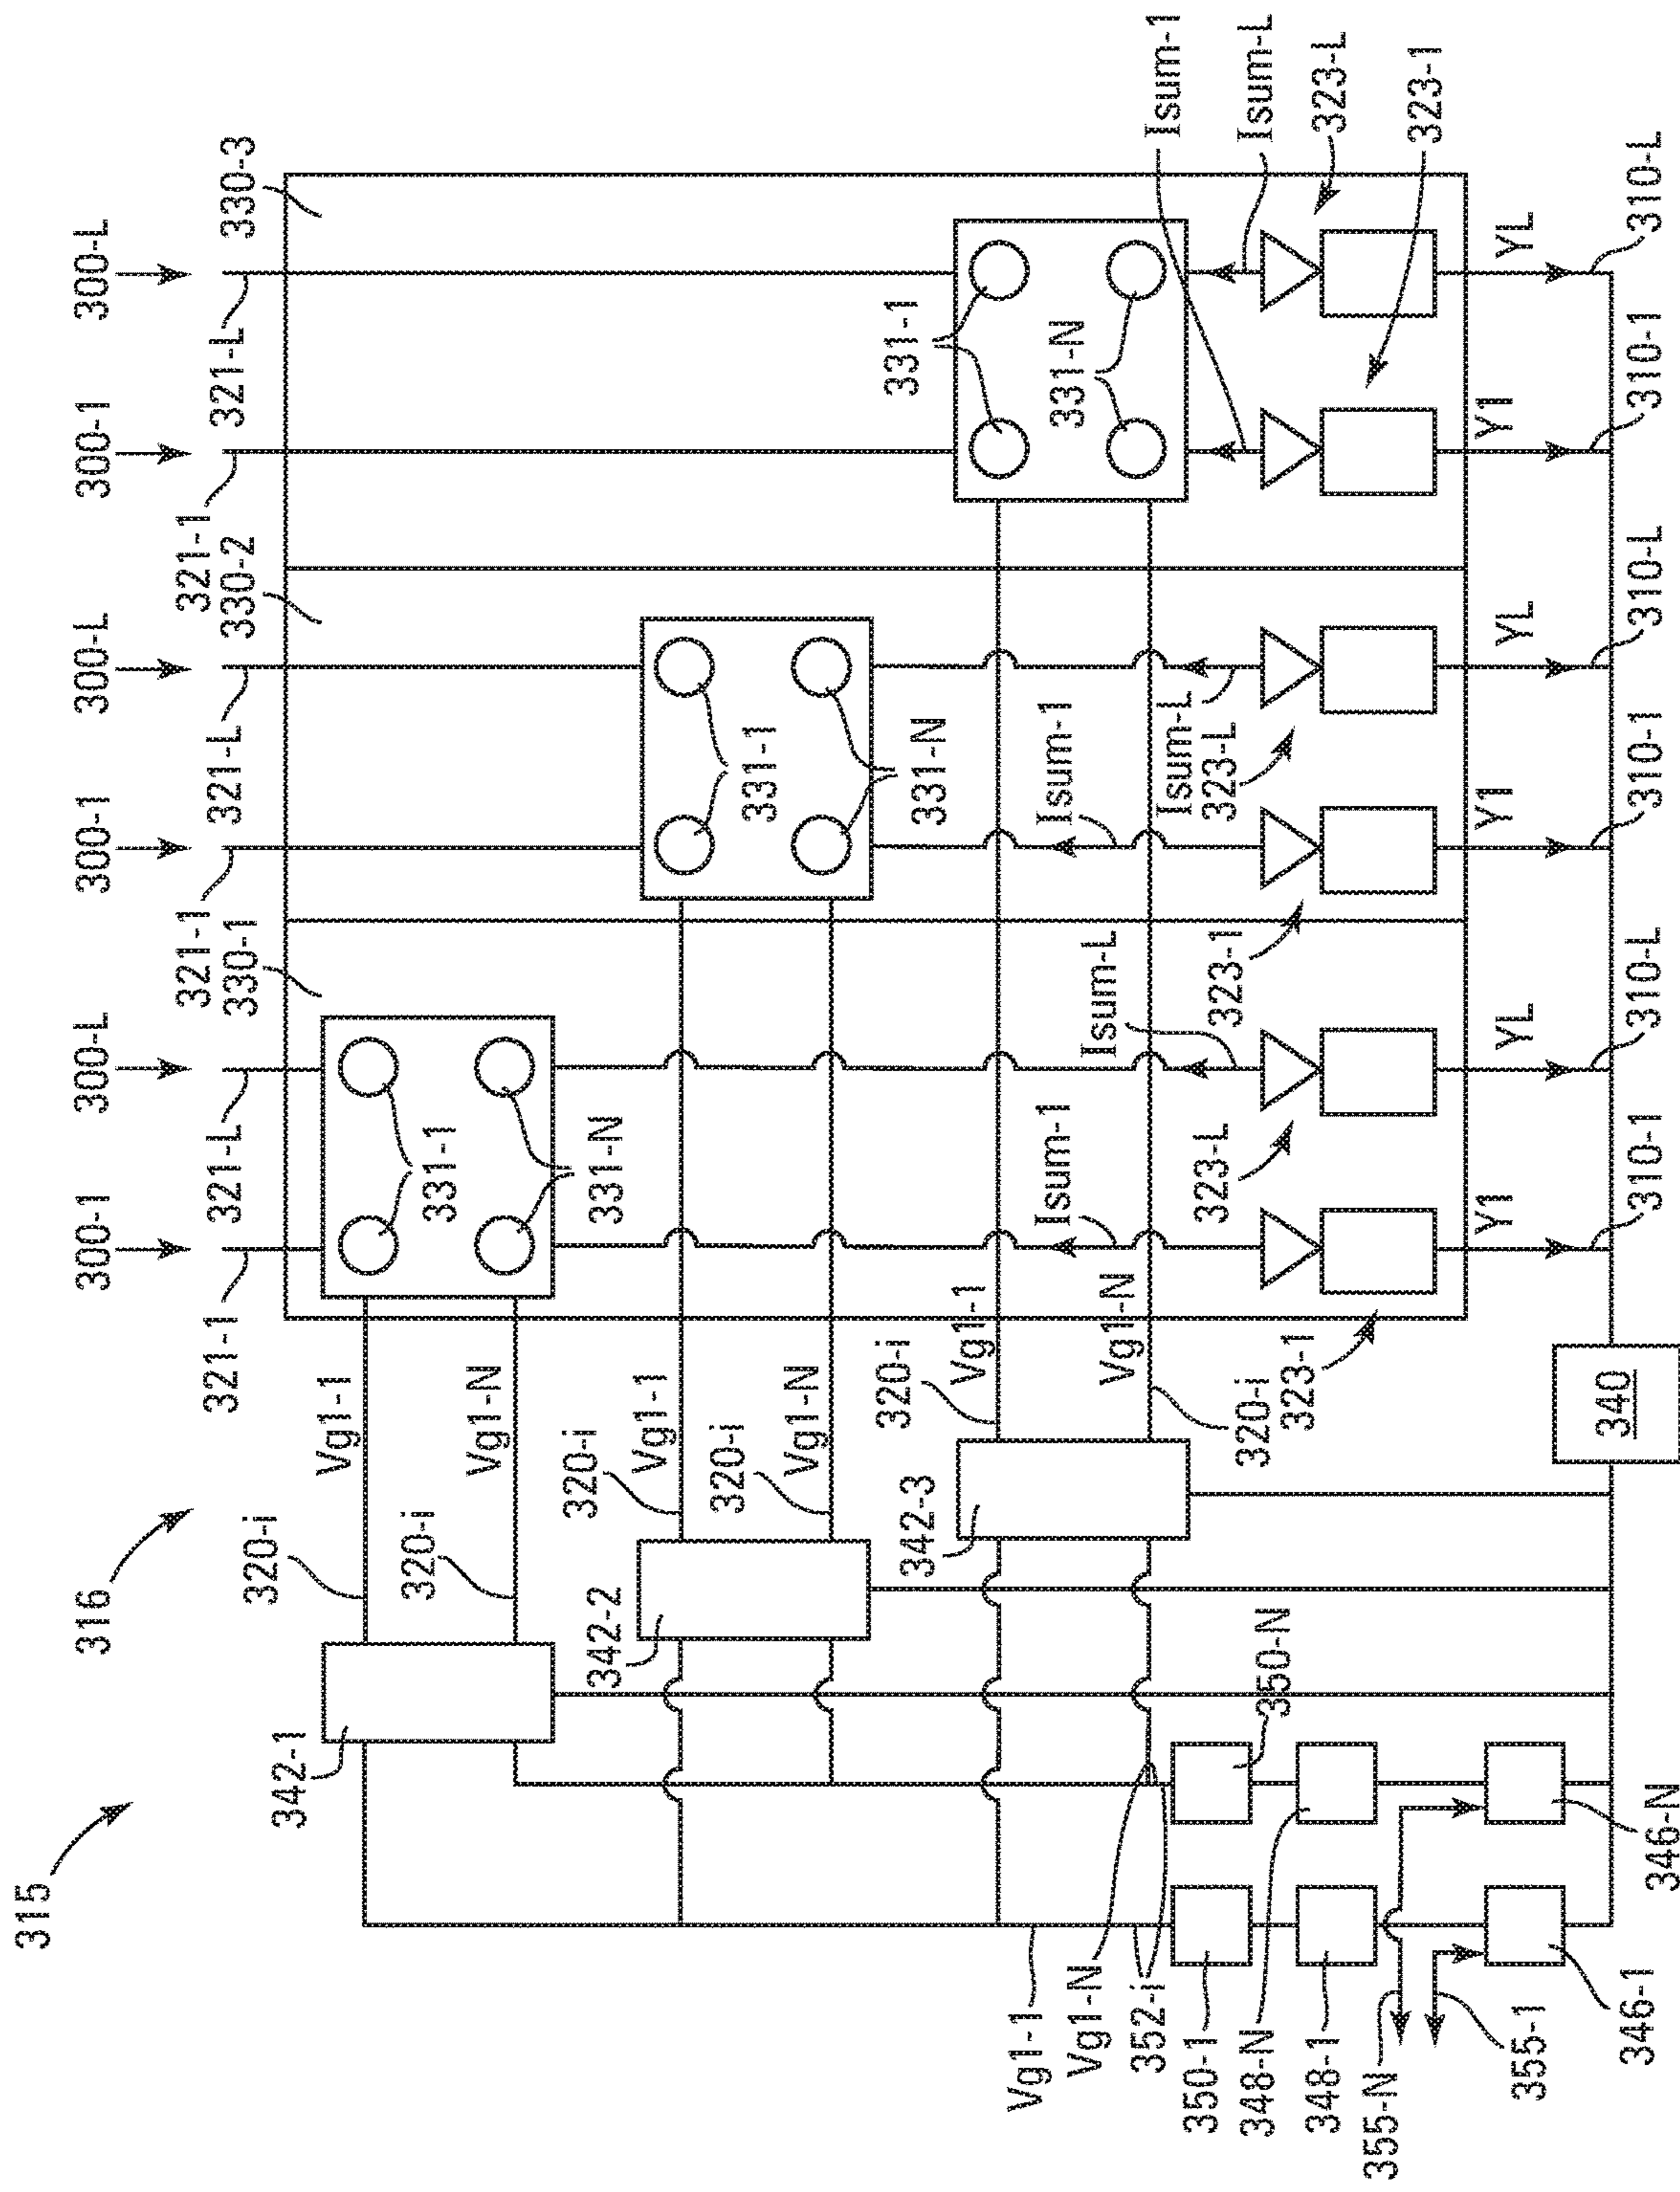 315
316
300-1
300-L
300-1
300-L
300-1
300-L
321-1
321-L
321-1
330-1
321-L
321-1
330-2
321-L
330-3
342-1
320-i
320-i
Vg1-1
Vg1-N
331-1
331-N
342-2
320-i
320-i
Vg1-1
Vg1-N
331-1
331-N
342-3
320-i
320-i
Vg1-1
Vg1-N
331-1
331-N
Vg1-1
Vg1-N
352-i
350-1
350-N
348-N
348-1
355-N
355-1
346-1
346-N
Isum-1
Isum-L
Isum-1
Isum-L
Isum-1
Isum-L
323-1
323-L
323-1
323-L
323-1
323-L
Y1
YL
Y1
YL
Y1
YL
340
310-1
310-L
310-1
310-L
310-1
310-L